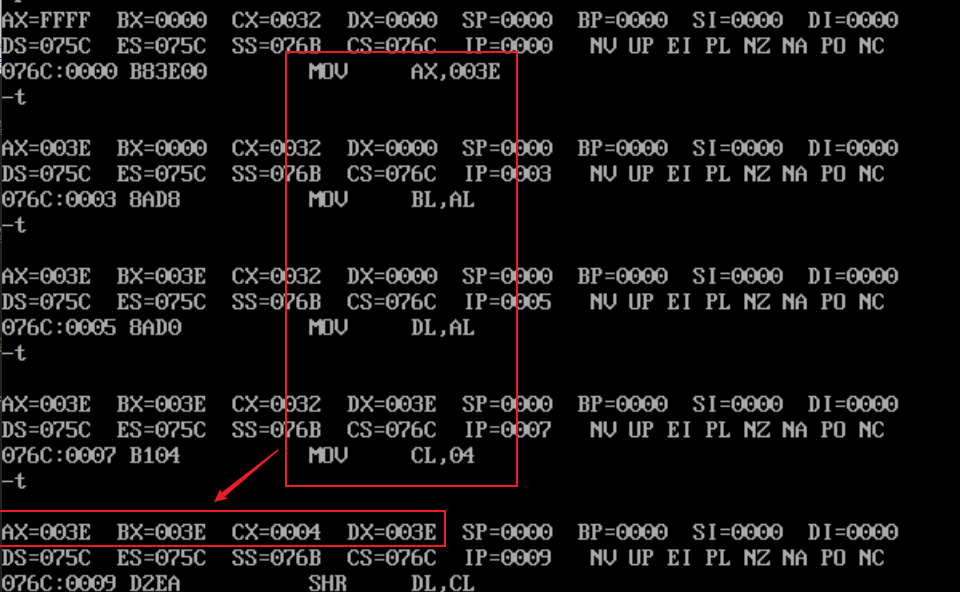 AX=FFFF BX=0000 CX=0032 DX=0000 SP=0000 BP=0000 SI=0000 DI=0000
DS=075C ES=075C SS=076B CS=076C IP=0000 NV UP EI PL NZ NA PO NC
076C:0000 B83E00 MOV AX,003E
-t
AX=003E BX=0000 CX=0032 DX=0000 SP=0000 BP=0000 SI=0000 DI=0000
DS=075C ES=075C SS=076B CS=076C IP=0003 NV UP EI PL NZ NA PO NC
076C:0003 8AD8 MOV BL,AL
-t
AX=003E BX=003E CX=0032 DX=0000 SP=0000 BP=0000 SI=0000 DI=0000
DS=075C ES=075C SS=076B CS=076C IP=0005 NV UP EI PL NZ NA PO NC
076C:0005 8AD0 MOV DL,AL
-t
AX=003E BX=003E CX=0032 DX=003E SP=0000 BP=0000 SI=0000 DI=0000
DS=075C ES=075C SS=076B CS=076C IP=0007 NV UP EI PL NZ NA PO NC
076C:0007 B104 MOV CL,04
-t
AX=003E BX=003E CX=0004 DX=003E SP=0000 BP=0000 SI=0000 DI=0000
DS=075C ES=075C SS=076B CS=076C IP=0009 NV UP EI PL NZ NA PO NC
076C:0009 D2EA SHR DL,CL